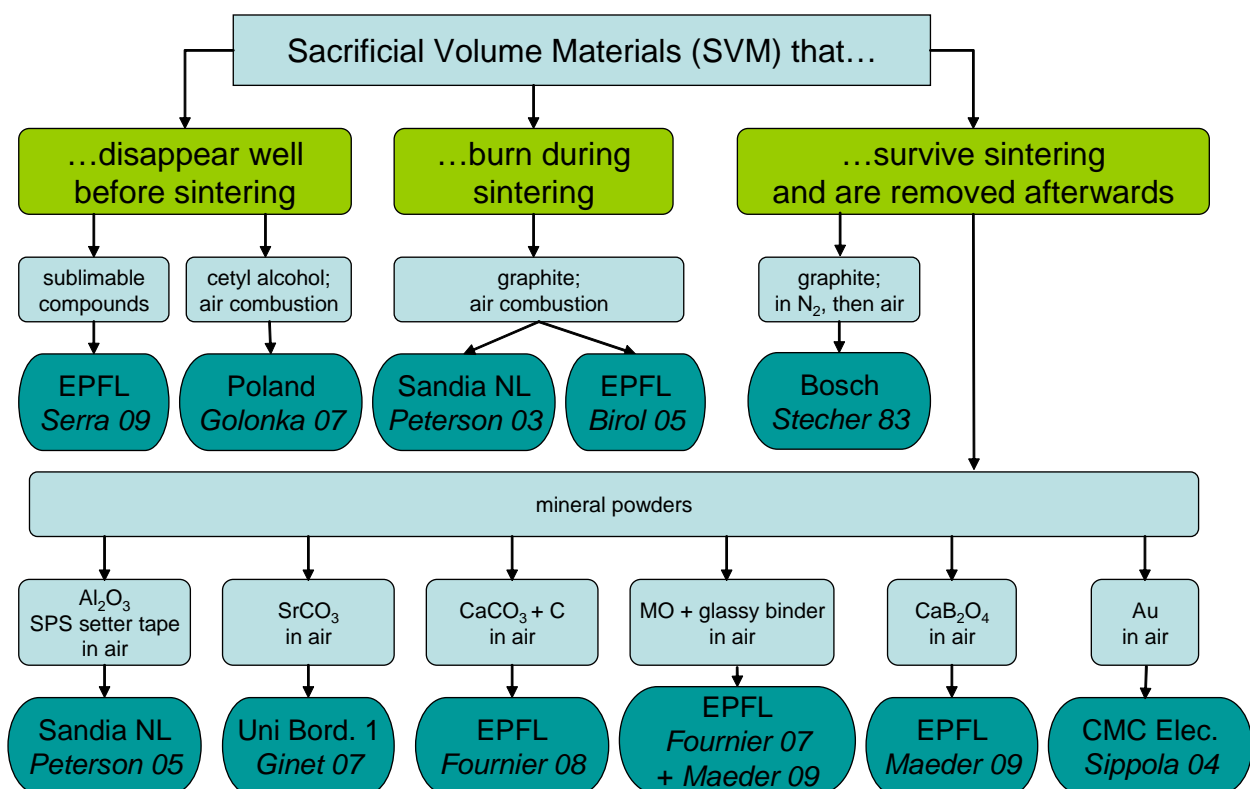 Sacrificial Volume Materials (SVM) that…
…disappear well
before sintering
…burn during
sintering
…survive sintering
and are removed afterwards
sublimable
compounds
cetyl alcohol;
air combustion
graphite;
air combustion
graphite;
in N₂, then air
EPFL
Serra 09
Poland
Golonka 07
Sandia NL
Peterson 03
EPFL
Birol 05
Bosch
Stecher 83
mineral powders
Al₂O₃
SPS setter tape
in air
SrCO₃
in air
CaCO₃ + C
in air
MO + glassy binder
in air
CaB₂O₄
in air
Au
in air
Sandia NL
Peterson 05
Uni Bord. 1
Ginet 07
EPFL
Fournier 08
EPFL
Fournier 07
+ Maeder 09
EPFL
Maeder 09
CMC Elec.
Sippola 04